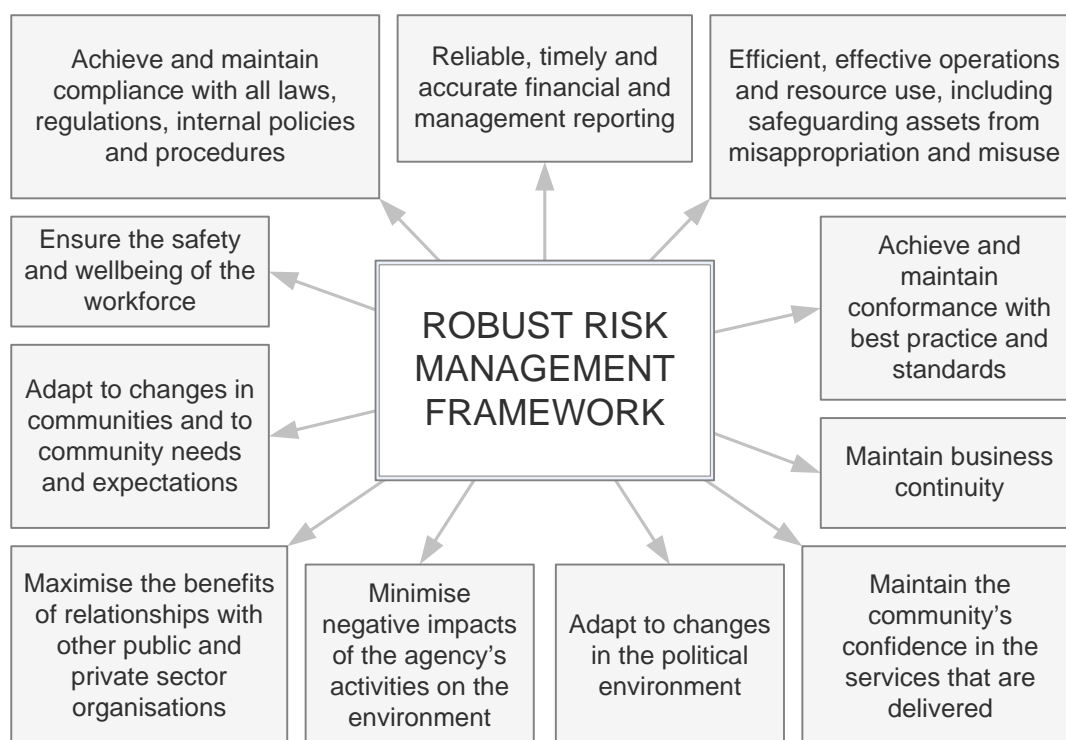 Achieve and maintain
compliance with all laws,
regulations, internal policies
and procedures
Reliable, timely and
accurate financial and
management reporting
Efficient, effective operations
and resource use, including
safeguarding assets from
misappropriation and misuse
Ensure the safety
and wellbeing of the
workforce
ROBUST RISK
MANAGEMENT
FRAMEWORK
Achieve and
maintain
conformance with
best practice and
standards
Adapt to changes in
communities and to
community needs
and expectations
Maintain business
continuity
Maximise the benefits
of relationships with
other public and
private sector
organisations
Minimise
negative impacts
of the agency’s
activities on the
environment
Adapt to changes
in the political
environment
Maintain the
community’s
confidence in the
services that are
delivered